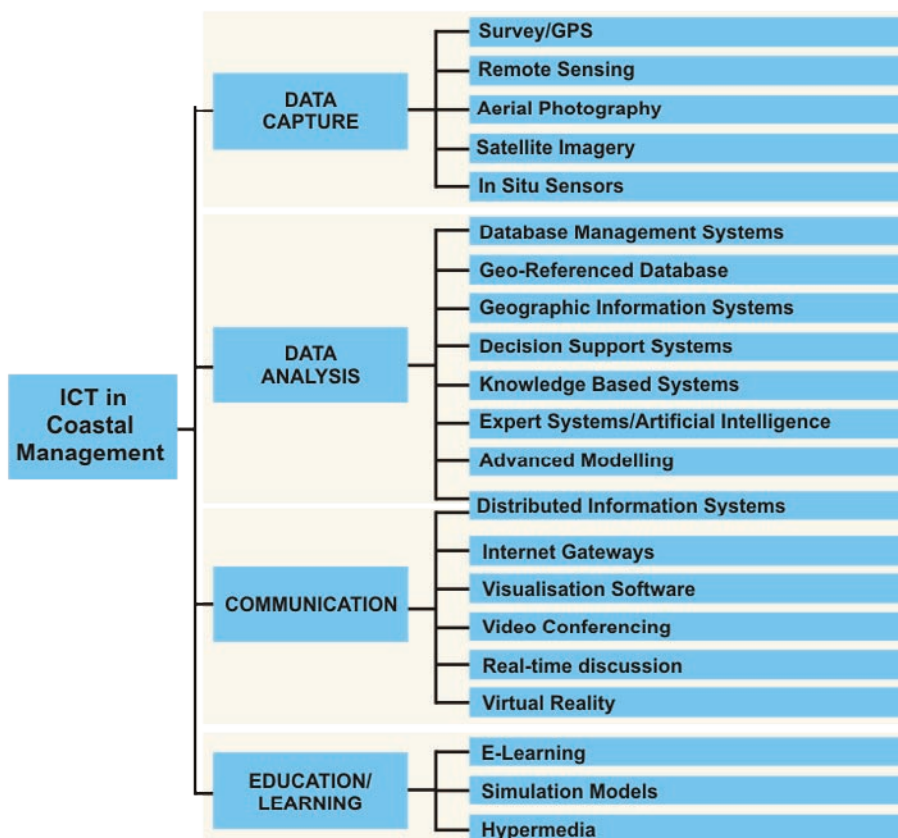 ICT in
Coastal
Management
DATA
CAPTURE
Survey/GPS
Remote Sensing
Aerial Photography
Satellite Imagery
In Situ Sensors
DATA
ANALYSIS
Database Management Systems
Geo-Referenced Database
Geographic Information Systems
Decision Support Systems
Knowledge Based Systems
Expert Systems/Artificial Intelligence
Advanced Modelling
Distributed Information Systems
COMMUNICATION
Internet Gateways
Visualisation Software
Video Conferencing
Real-time discussion
Virtual Reality
EDUCATION/
LEARNING
E-Learning
Simulation Models
Hypermedia